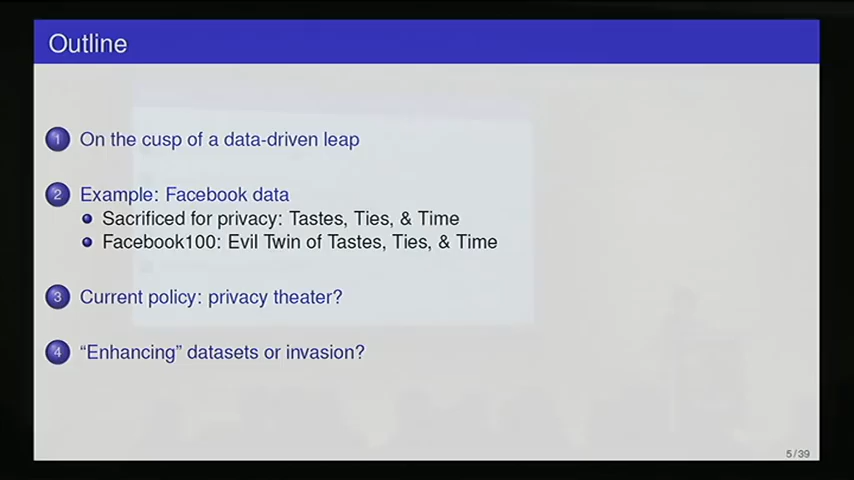 Outline
1 On the cusp of a data-driven leap
2 Example: Facebook data
Sacrificed for privacy: Tastes, Ties, & Time
Facebook100: Evil Twin of Tastes, Ties, & Time
3 Current policy: privacy theater?
4 “Enhancing” datasets or invasion?
5 / 39